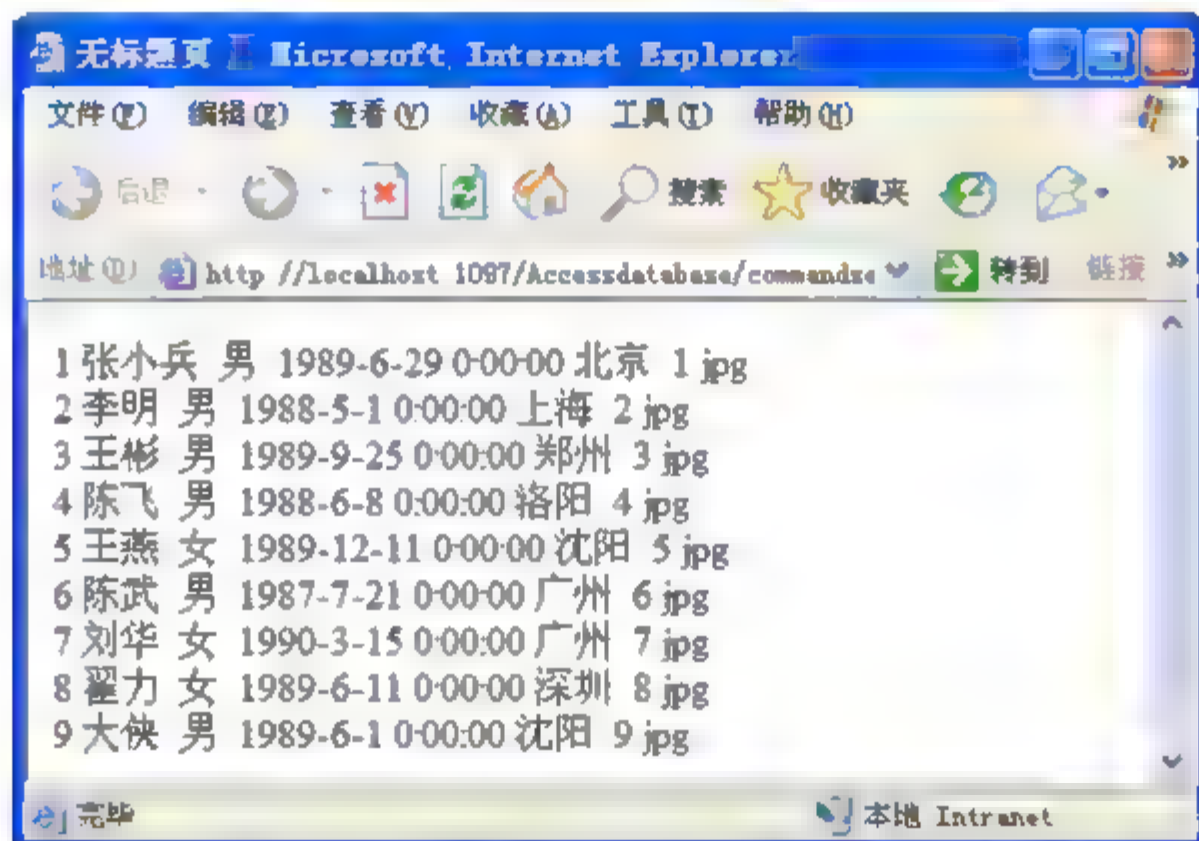 无标题页 Microsoft Internet Explorer
文件(F) 编辑(E) 查看(V) 收藏(A) 工具(T) 帮助(H)
后退 搜索 收藏夹 »
地址(D) http //localhost 1087/Accessdatabase/commandse 转到 链接 »
1 张小兵 男 1989-6-29 0:00:00 北京 1 jpg
2 李明 男 1988-5-1 0:00:00 上海 2 jpg
3 王彬 男 1989-9-25 0:00:00 郑州 3 jpg
4 陈飞 男 1988-6-8 0:00:00 洛阳 4 jpg
5 王燕 女 1989-12-11 0:00:00 沈阳 5 jpg
6 陈武 男 1987-7-21 0:00:00 广州 6 jpg
7 刘华 女 1990-3-15 0:00:00 广州 7 jpg
8 翟力 女 1989-6-11 0:00:00 深圳 8 jpg
9 大侠 男 1989-6-1 0:00:00 沈阳 9 jpg
完毕 本地 Intranet